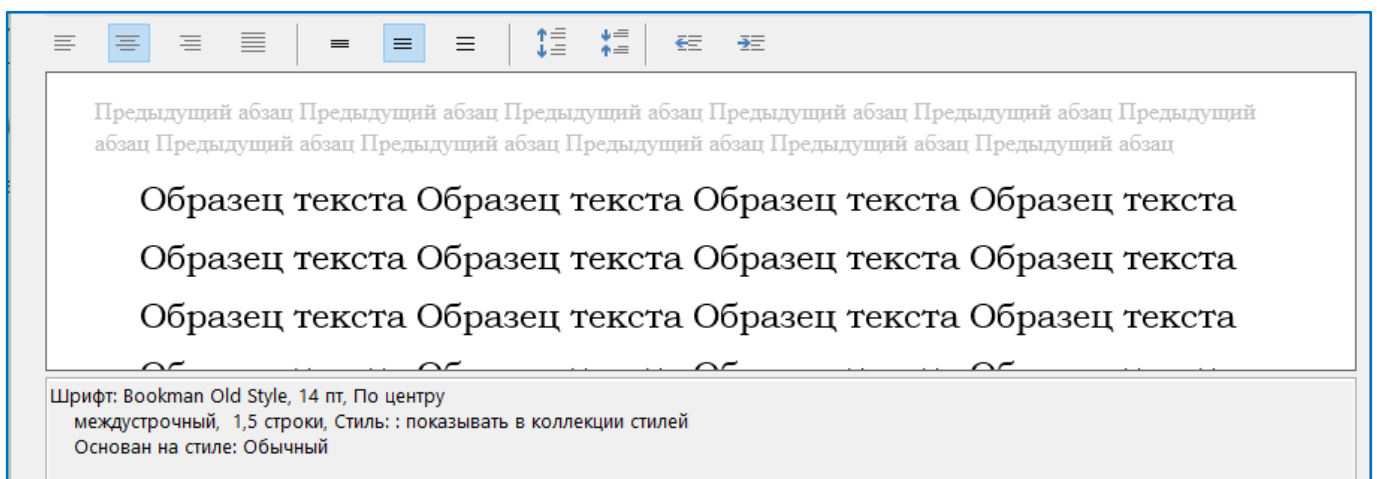 Предыдущий абзац Предыдущий абзац Предыдущий абзац Предыдущий абзац Предыдущий абзац Предыдущий
абзац Предыдущий абзац Предыдущий абзац Предыдущий абзац Предыдущий абзац Предыдущий абзац
Образец текста Образец текста Образец текста Образец текста
Образец текста Образец текста Образец текста Образец текста
Образец текста Образец текста Образец текста Образец текста
Шрифт: Bookman Old Style, 14 пт, По центру
междустрочный,  1,5 строки, Стиль: : показывать в коллекции стилей
Основан на стиле: Обычный